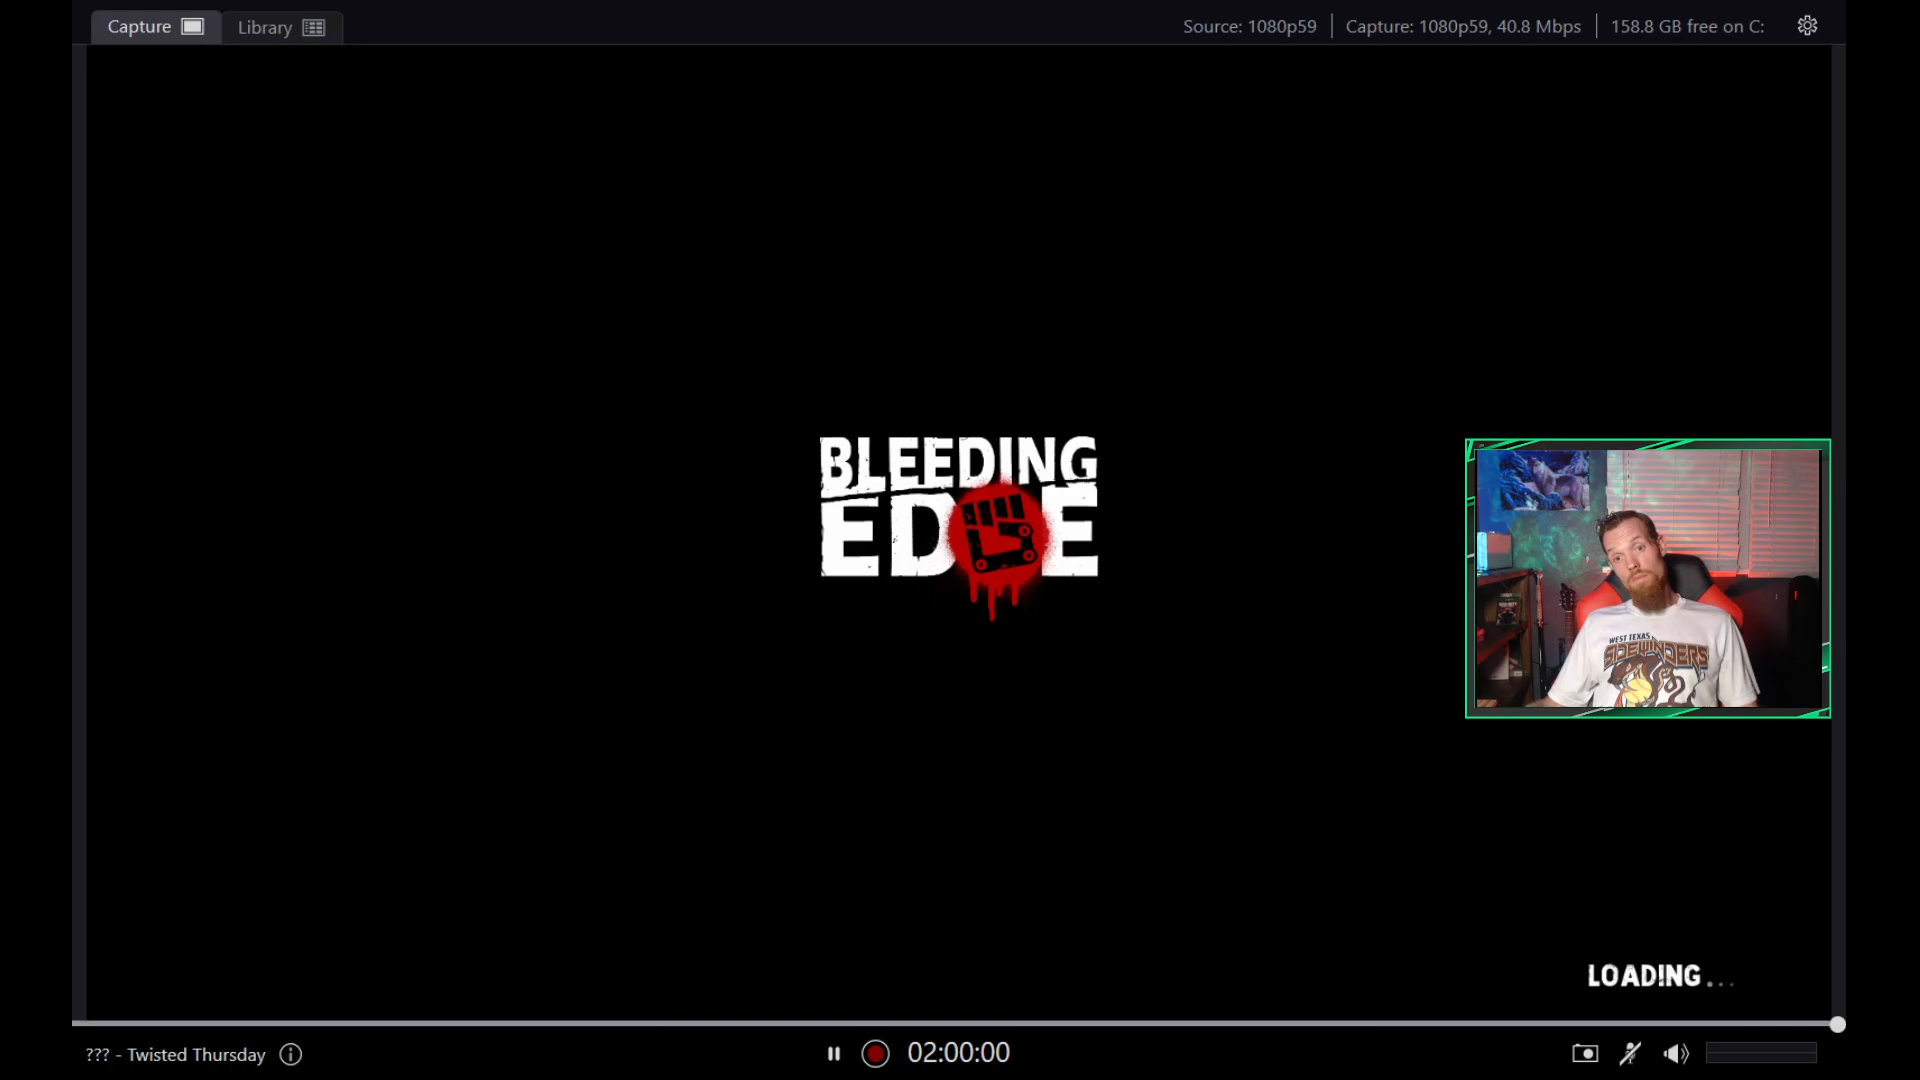 Capture
Library
Source: 1080p59
Capture: 1080p59, 40.8 Mbps
158.8 GB free on C:
BLEEDING
EDGE
WEST TEXAS
SIDEWINDERS
LOADING...
??? - Twisted Thursday
02:00:00